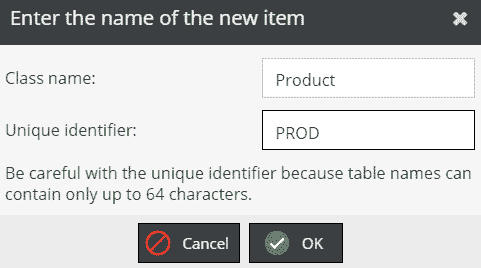 Enter the name of the new item
Class name:
Product
Unique identifier:
PROD
Be careful with the unique identifier because table names can
contain only up to 64 characters.
Cancel
OK